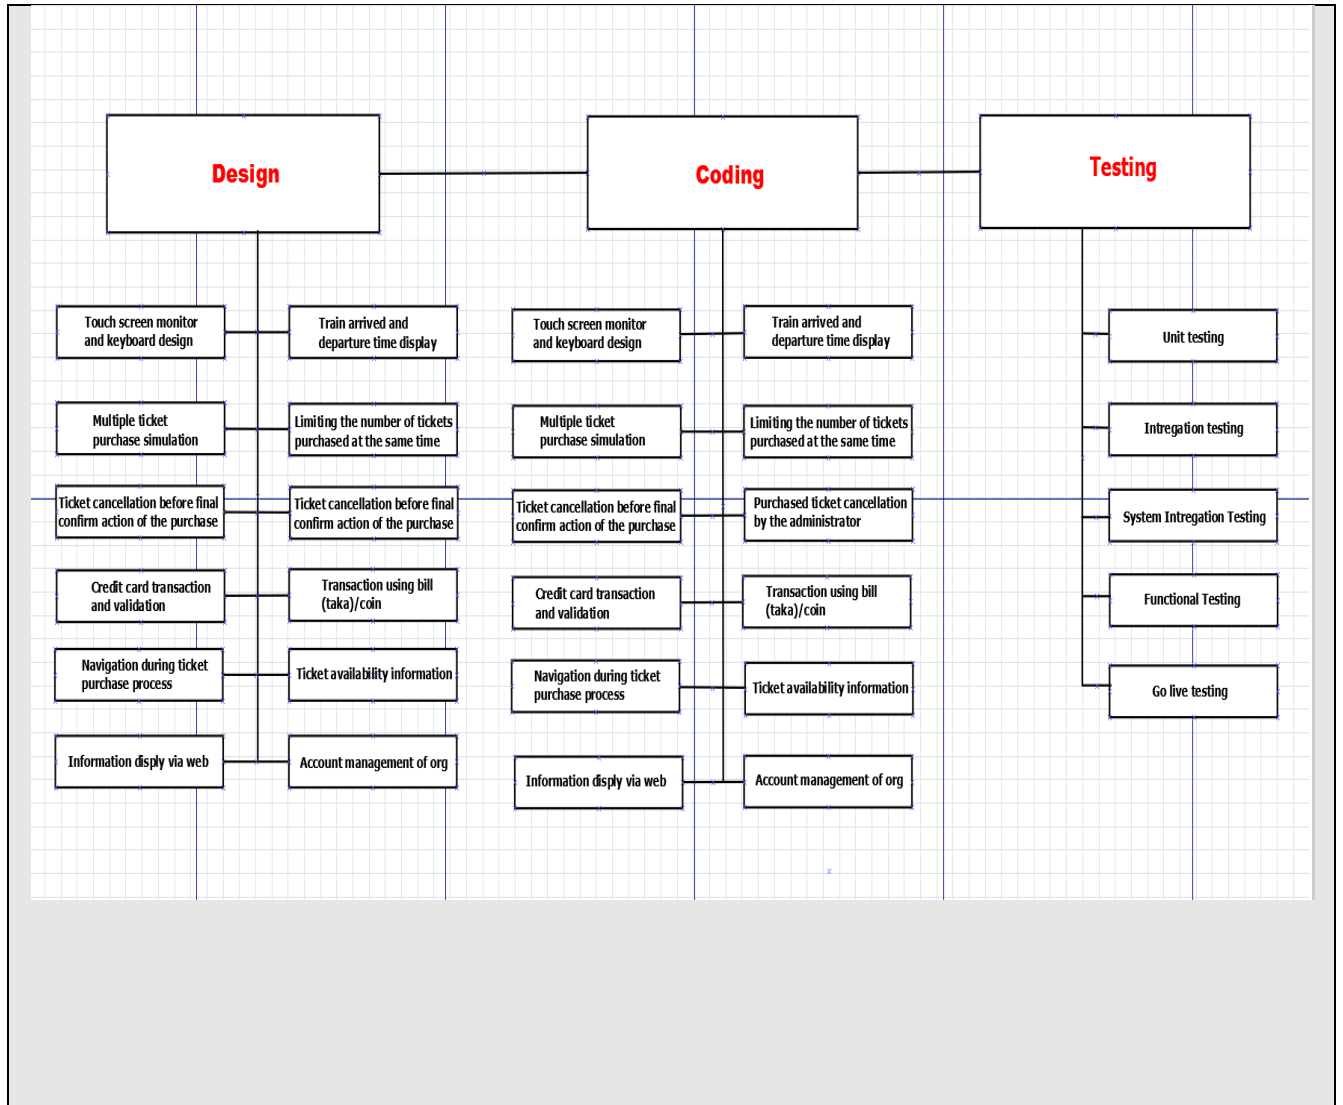 Design
Coding
Testing
Touch screen monitor
and keyboard design
Train arrived and
departure time display
Multiple ticket
purchase simulation
Limiting the number of tickets
purchased at the same time
Ticket cancellation before final
confirm action of the purchase
Ticket cancellation before final
confirm action of the purchase
Credit card transaction
and validation
Transaction using bill
(taka)/coin
Navigation during ticket
purchase process
Ticket availability information
Information disply via web
Account management of org
Touch screen monitor
and keyboard design
Train arrived and
departure time display
Multiple ticket
purchase simulation
Limiting the number of tickets
purchased at the same time
Ticket cancellation before final
confirm action of the purchase
Purchased ticket cancellation
by the administrator
Credit card transaction
and validation
Transaction using bill
(taka)/coin
Navigation during ticket
purchase process
Ticket availability information
Information disply via web
Account management of org
Unit testing
Intregation testing
System Intregation Testing
Functional Testing
Go live testing